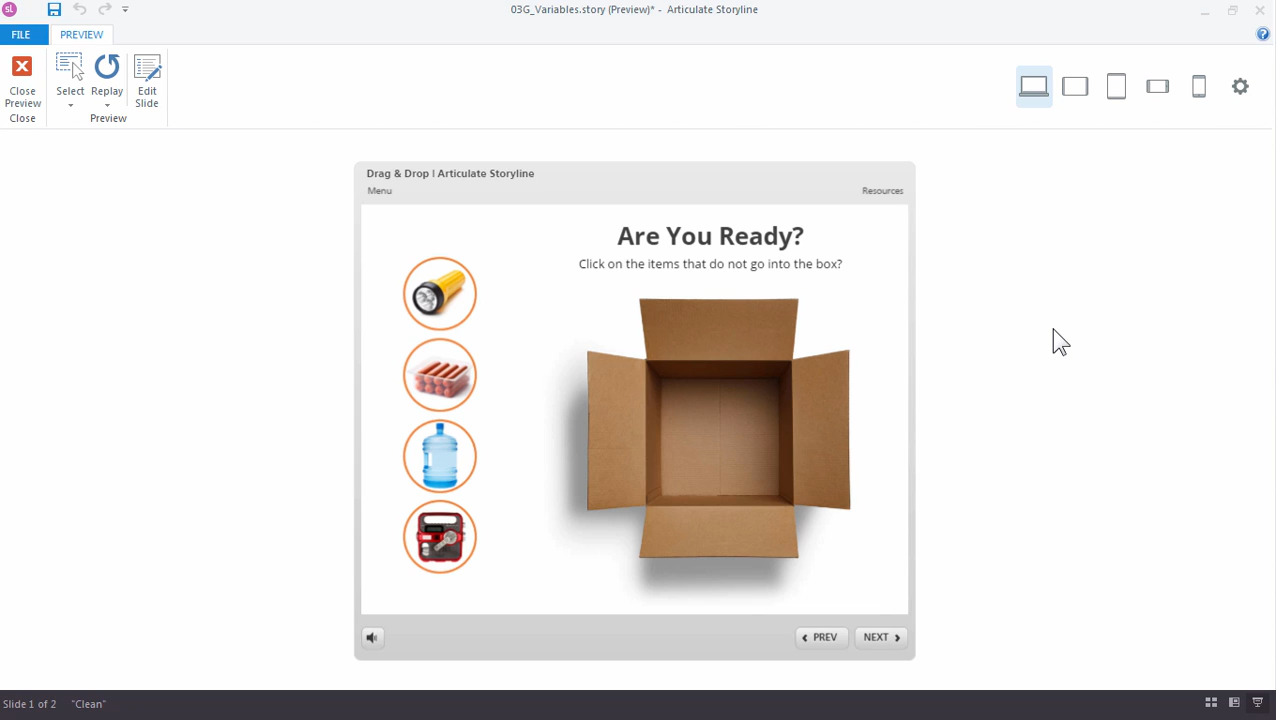 sL
03G_Variables.story (Preview)* - Articulate Storyline
FILE
PREVIEW
?
Close Preview
Select
Replay
Edit Slide
Close
Preview
Drag & Drop | Articulate Storyline
Menu
Resources
Are You Ready?
Click on the items that do not go into the box?
PREV
NEXT
Slide 1 of 2
"Clean"